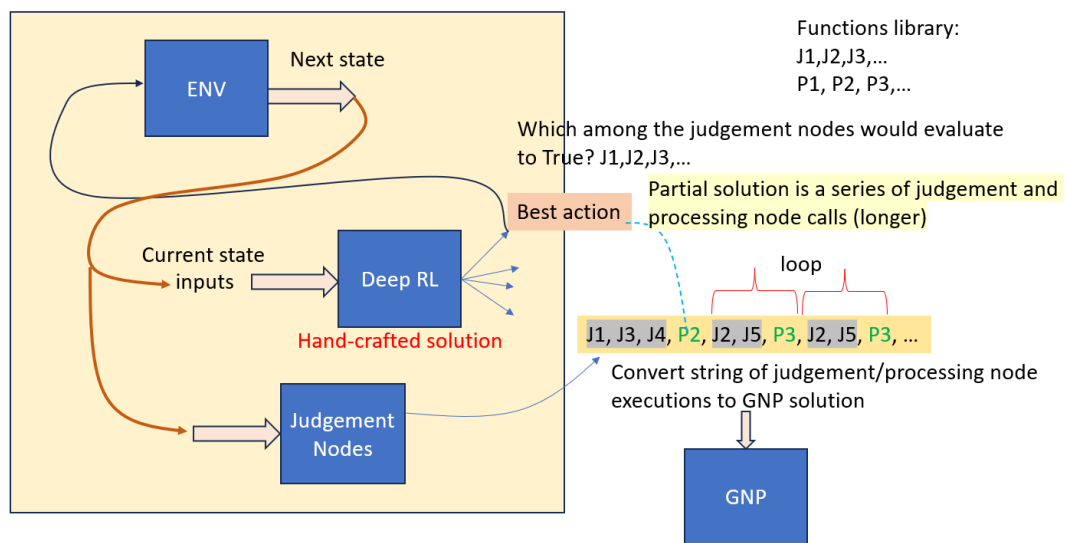 Functions library:
J1,J2,J3,...
P1, P2, P3,...
ENV
Next state
Which among the judgement nodes would evaluate
to True? J1,J2,J3,...
Best action
Partial solution is a series of judgement and
processing node calls (longer)
Current state
inputs
Deep RL
Hand-crafted solution
loop
J1, J3, J4, P2, J2, J5, P3, J2, J5, P3, ...
Convert string of judgement/processing node
executions to GNP solution
Judgement
Nodes
GNP